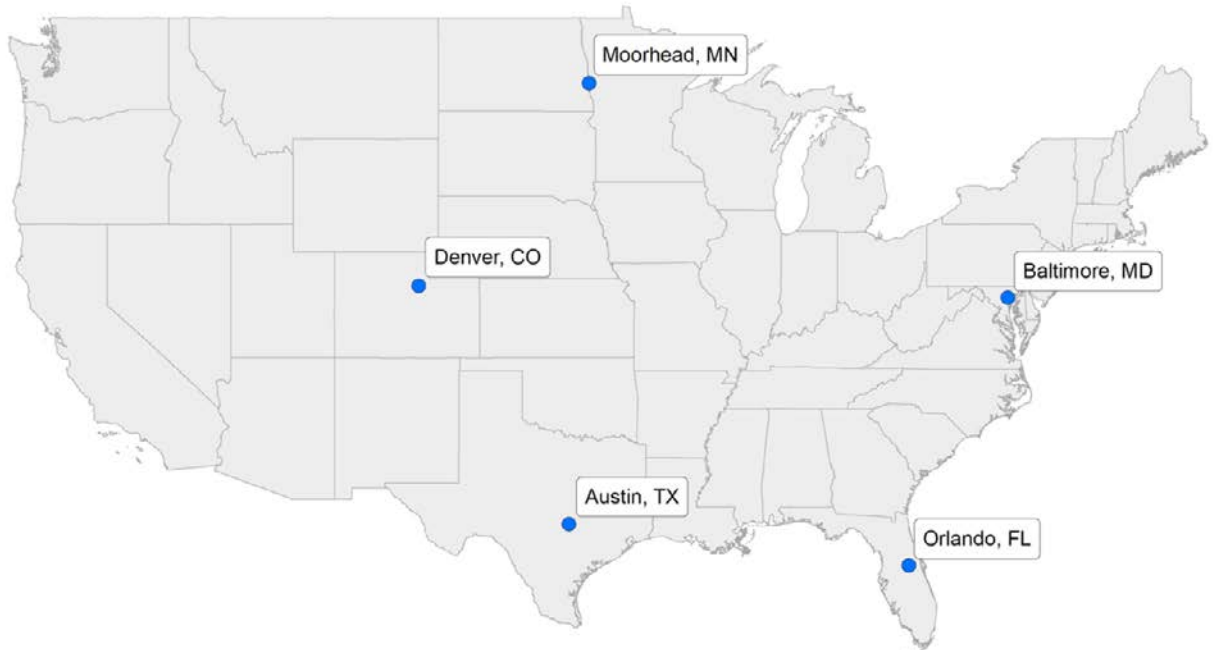 Moorhead, MN
Denver, CO
Baltimore, MD
Austin, TX
Orlando, FL